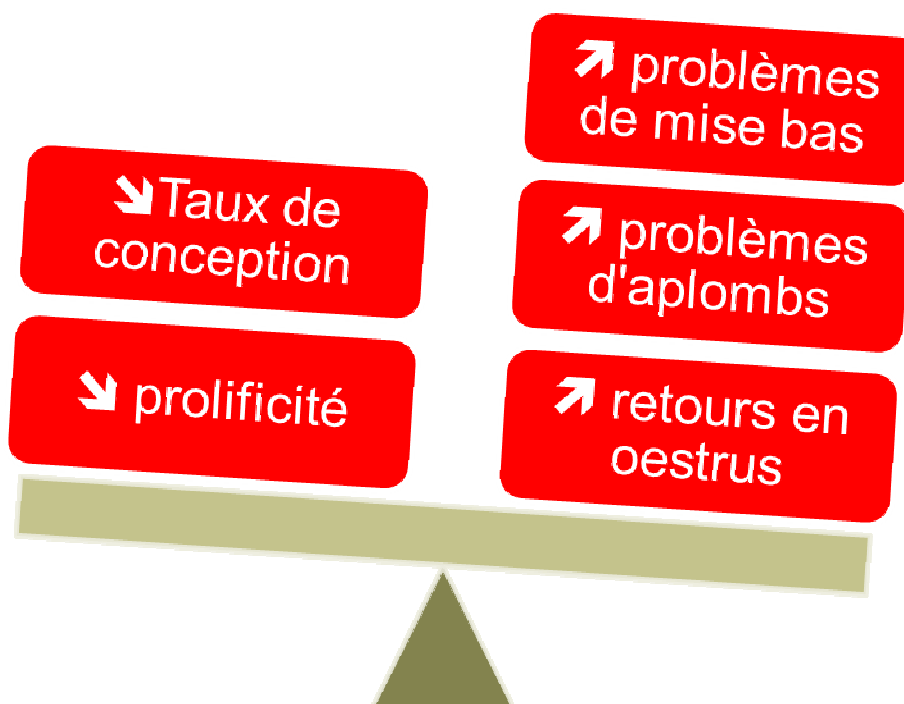 ↘Taux de
conception
↘ prolificité
↗ problèmes
de mise bas
↗ problèmes
d'aplombs
↗ retours en
oestrus